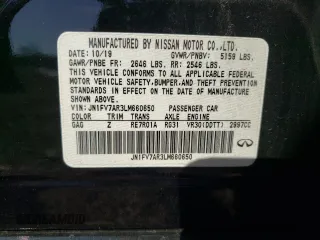 MANUFACTURED BY NISSAN MOTOR CO.,LTD.
DATE: 10/19 GVWR/PNBV: 5159 LBS.
GAWR/PNBE FR: 2646 LBS. RR: 2546 LBS.
THIS VEHICLE CONFORMS TO ALL APPLICABLE
FEDERAL MOTOR VEHICLE SAFETY, BUMPER, AND
THEFT PREVENTION STANDARDS IN EFFECT
ON THE DATE OF MANUFACTURE
SHOWN ABOVE.
VIN: JN1FV7AR3LM660650 PASSENGER CAR
COLOR TRIM TRANS AXLE ENGINE
GAG Z RE7R01A RG31 VR30(DDTT) 2997CC
JN1FV7AR3LM660650